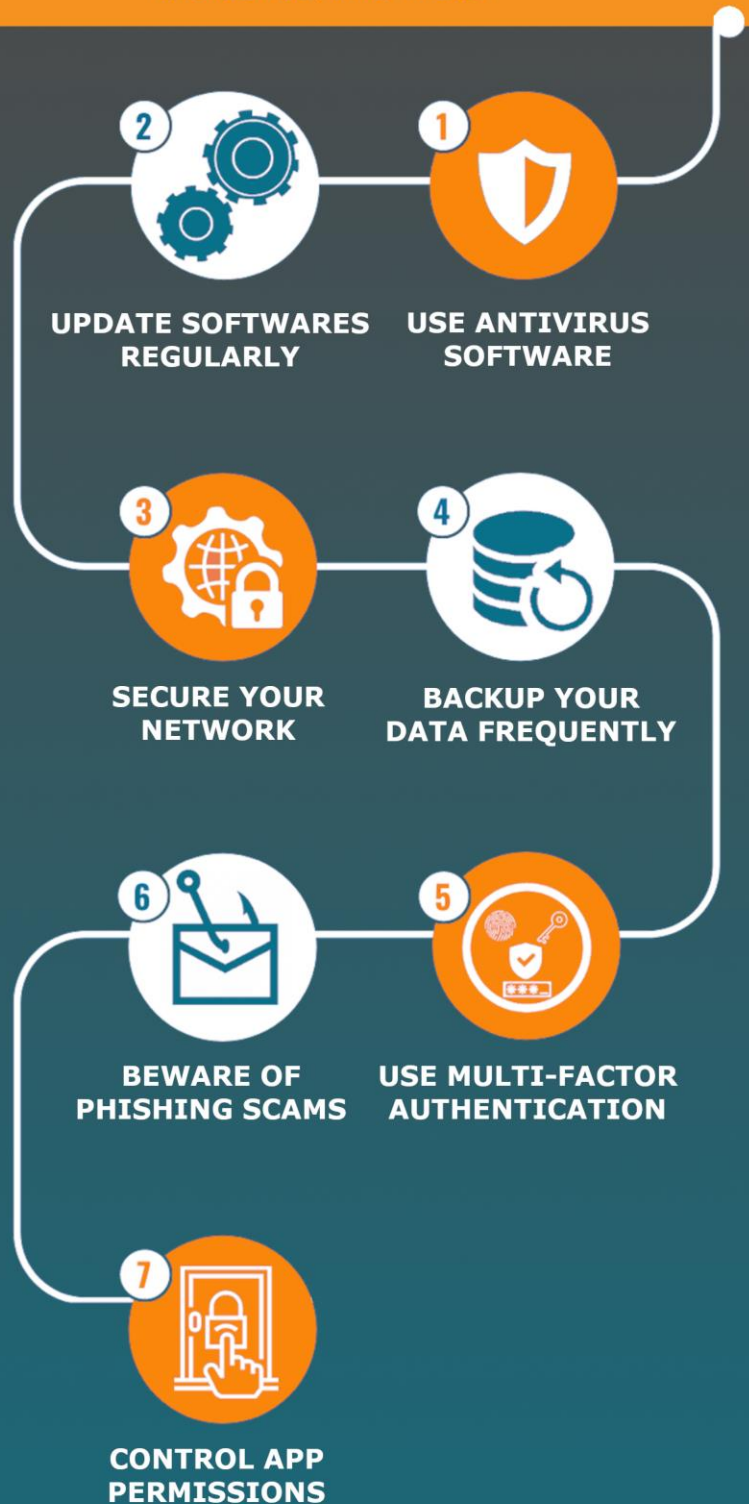 1
USE ANTIVIRUS
SOFTWARE
2
UPDATE SOFTWARES
REGULARLY
3
SECURE YOUR
NETWORK
4
BACKUP YOUR
DATA FREQUENTLY
5
***_
USE MULTI-FACTOR
AUTHENTICATION
6
BEWARE OF
PHISHING SCAMS
7
CONTROL APP
PERMISSIONS